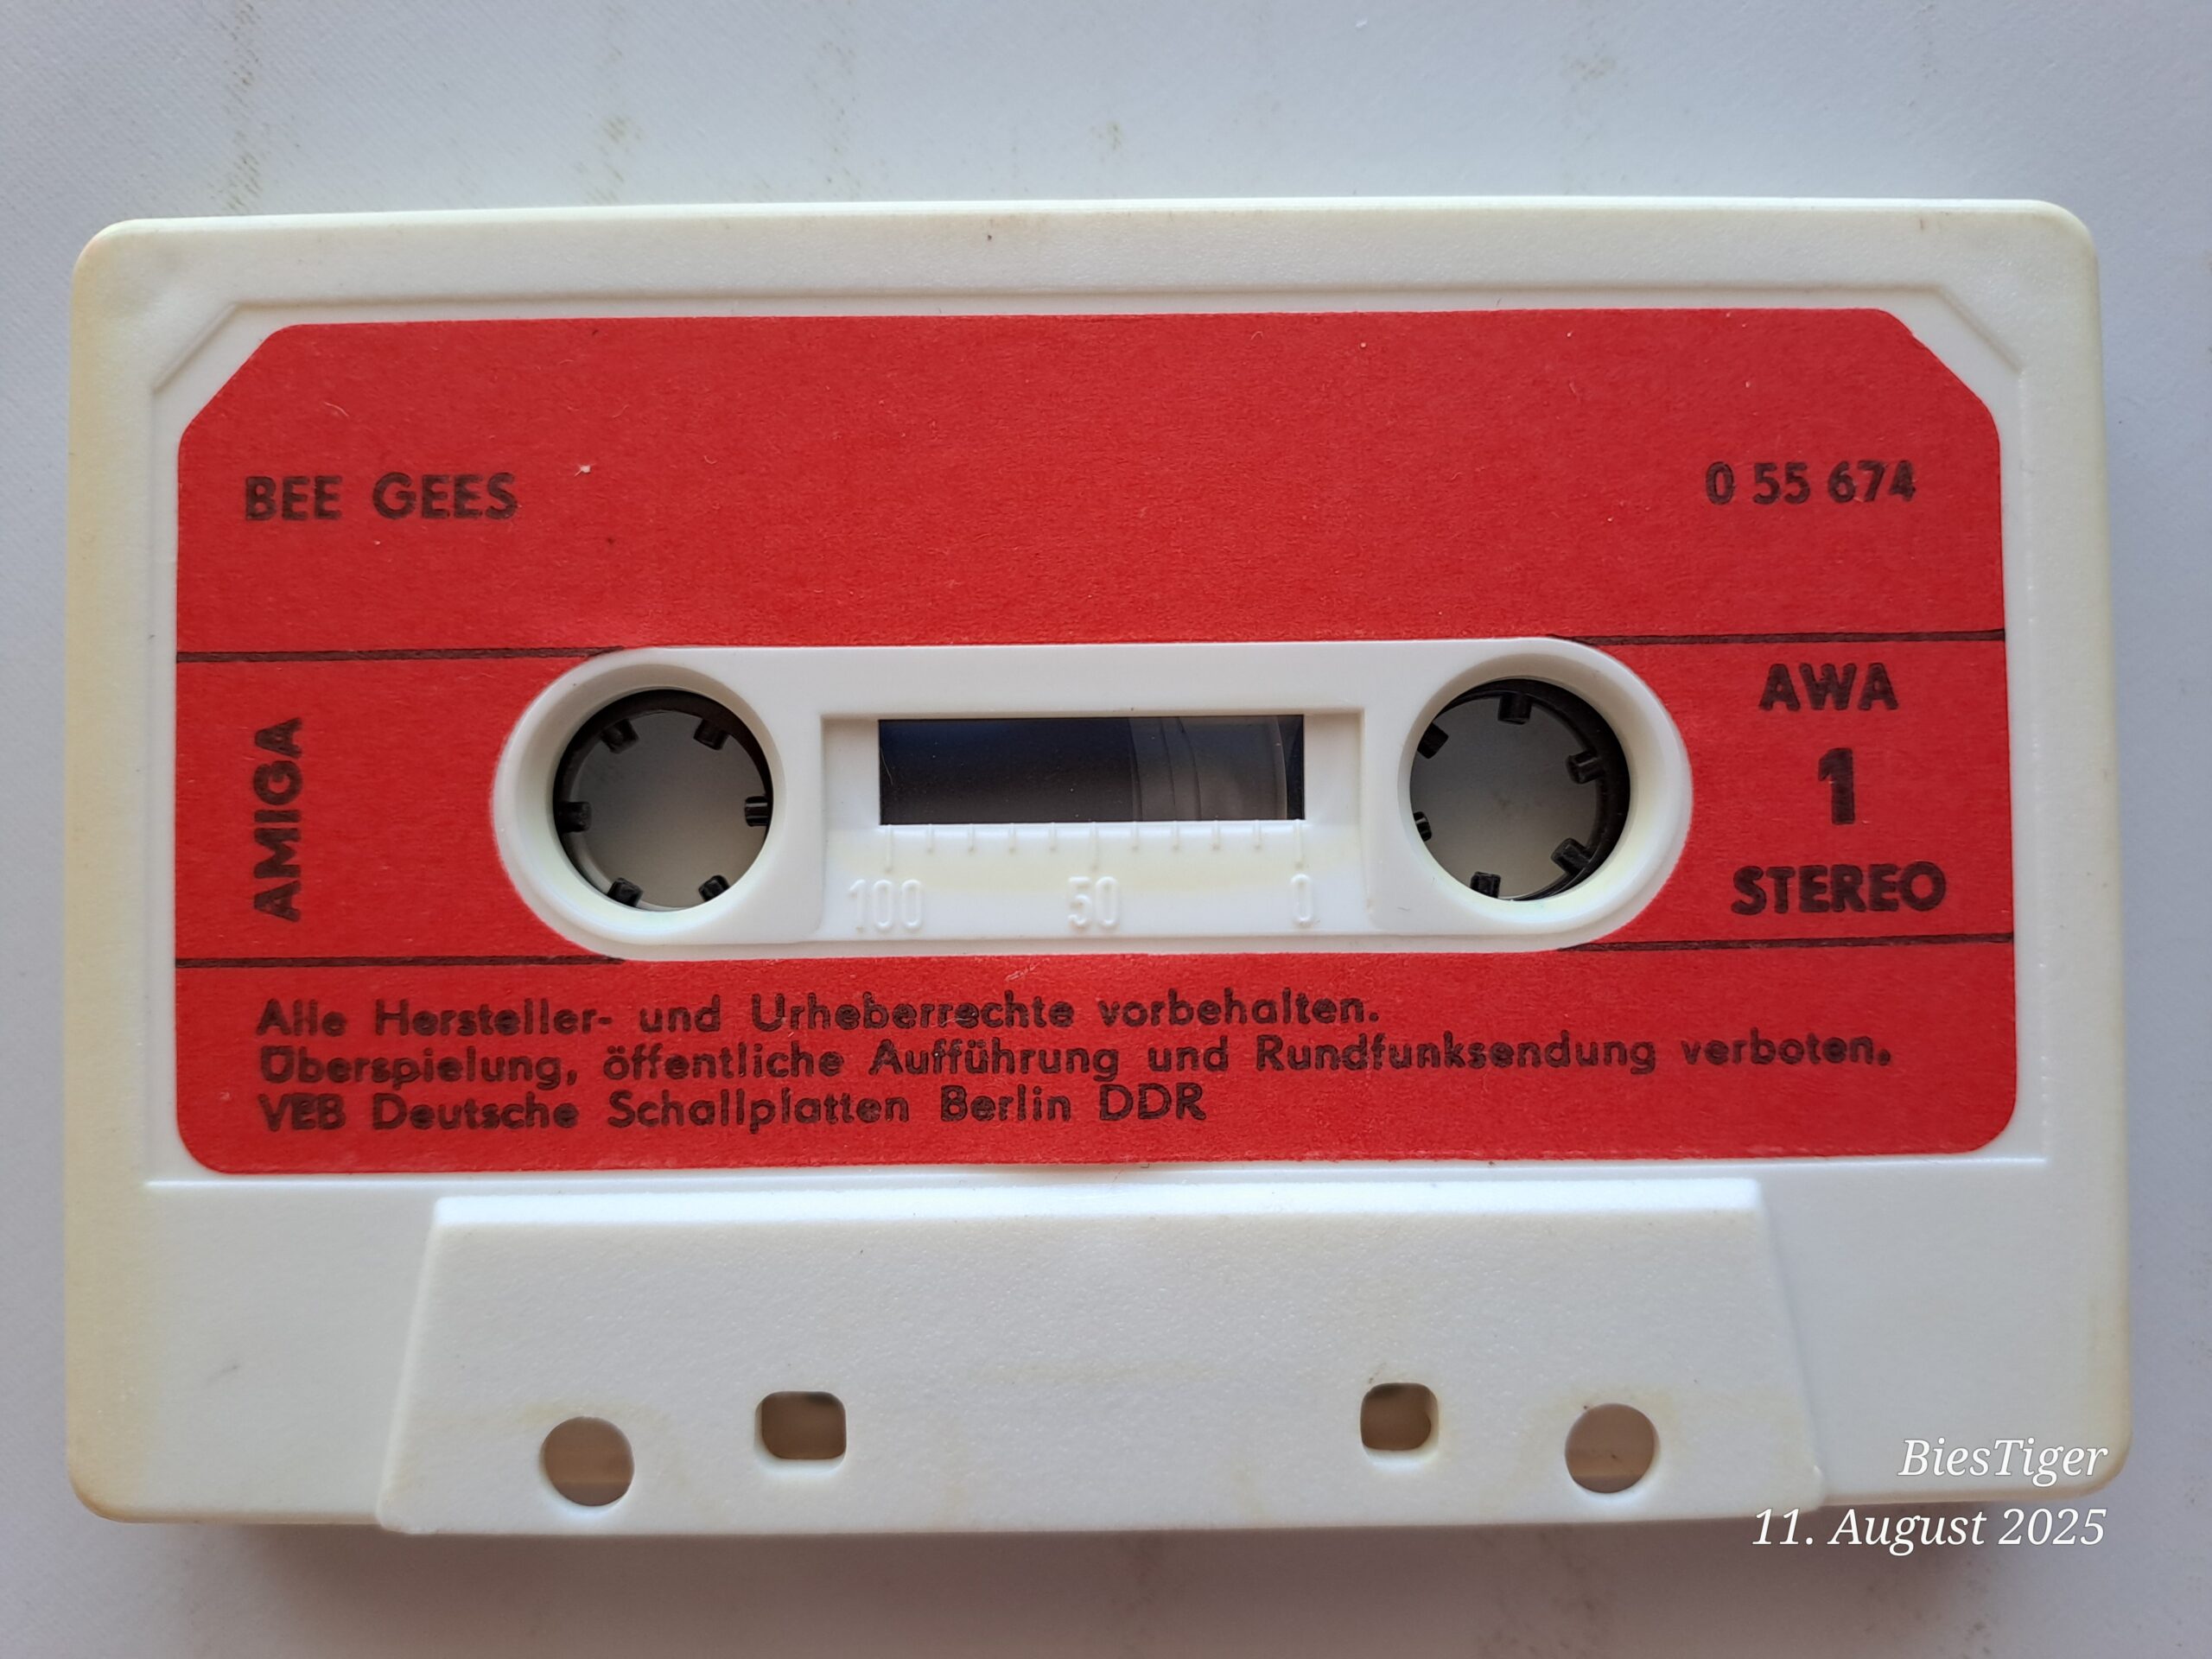 BEE GEES
0 55 674
AMIGA
AWA
1
STEREO
100 50 0
Alle Hersteller- und Urheberrechte vorbehalten.
Überspielung, öffentliche Aufführung und Rundfunksendung verboten.
VEB Deutsche Schallplatten Berlin DDR
BiesTiger
11. August 2025